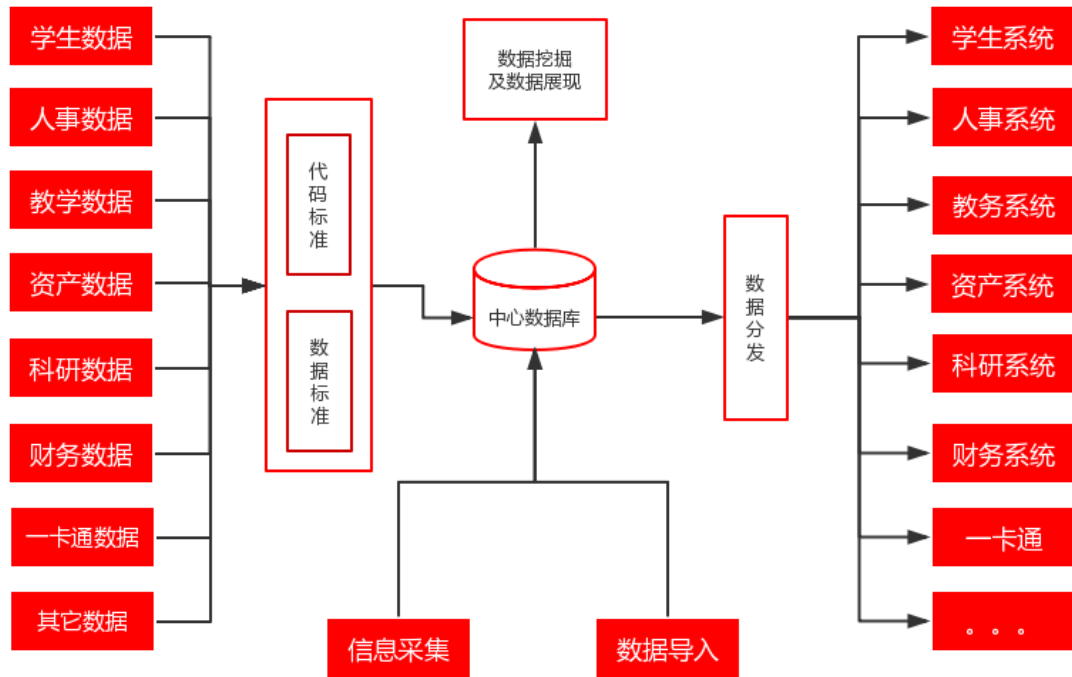 学生数据
人事数据
教学数据
资产数据
科研数据
财务数据
一卡通数据
其它数据
代码标准
数据标准
数据挖掘
及数据展现
中心数据库
信息采集
数据导入
数据分发
学生系统
人事系统
教务系统
资产系统
科研系统
财务系统
一卡通
。。。